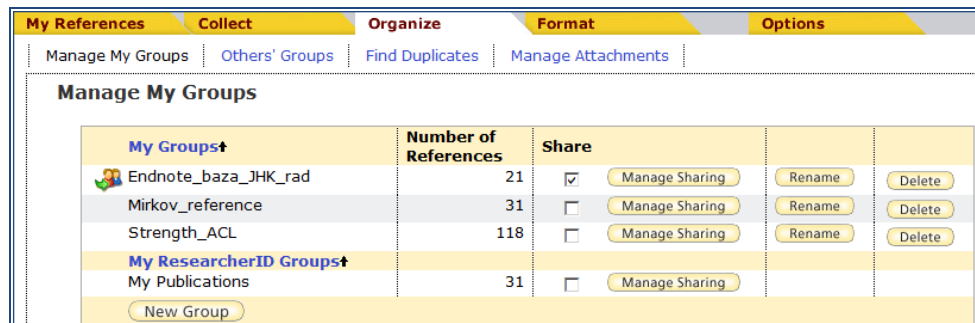 My References Collect Organize Format Options
Manage My Groups Others' Groups Find Duplicates Manage Attachments
Manage My Groups
My Groups Number of References Share
Endnote_baza_JHK_rad 21 Manage Sharing Rename Delete
Mirkov_reference 31 Manage Sharing Rename Delete
Strength_ACL 118 Manage Sharing Rename Delete
My ResearcherID Groups
My Publications 31 Manage Sharing
New Group